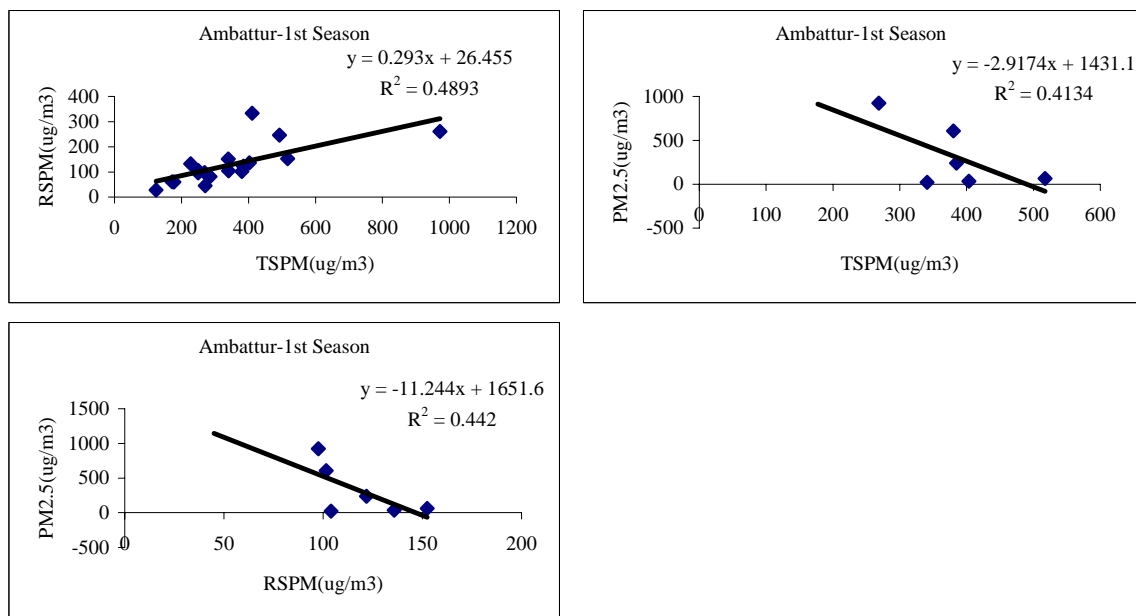 Ambattur-1st Season
y = 0.293x + 26.455
R² = 0.4893
400
300
200
100
0
0 200 400 600 800 1000 1200
RSPM(ug/m3)
TSPM(ug/m3)
Ambattur-1st Season
y = -2.9174x + 1431.1
R² = 0.4134
1000
500
0
-500
0 100 200 300 400 500 600
PM2.5(ug/m3)
TSPM(ug/m3)
Ambattur-1st Season
y = -11.244x + 1651.6
R² = 0.442
1500
1000
500
0
-500
0 50 100 150 200
PM2.5(ug/m3)
RSPM(ug/m3)